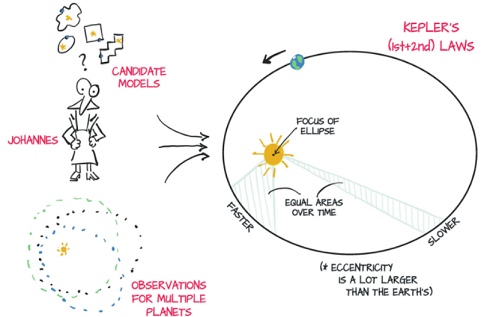 ?
CANDIDATE
MODELS
JOHANNES
OBSERVATIONS
FOR MULTIPLE
PLANETS
KEPLER'S
(1st+2nd) LAWS
FOCUS OF
ELLIPSE
EQUAL AREAS
OVER TIME
FASTER
SLOWER
(* ECCENTRICITY
IS A LOT LARGER
THAN THE EARTH'S)